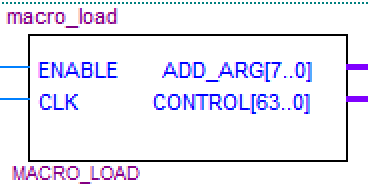 macro_load
ENABLE ADD_ARG[7..0]
CLK CONTROL[63..0]
MACRO_LOAD